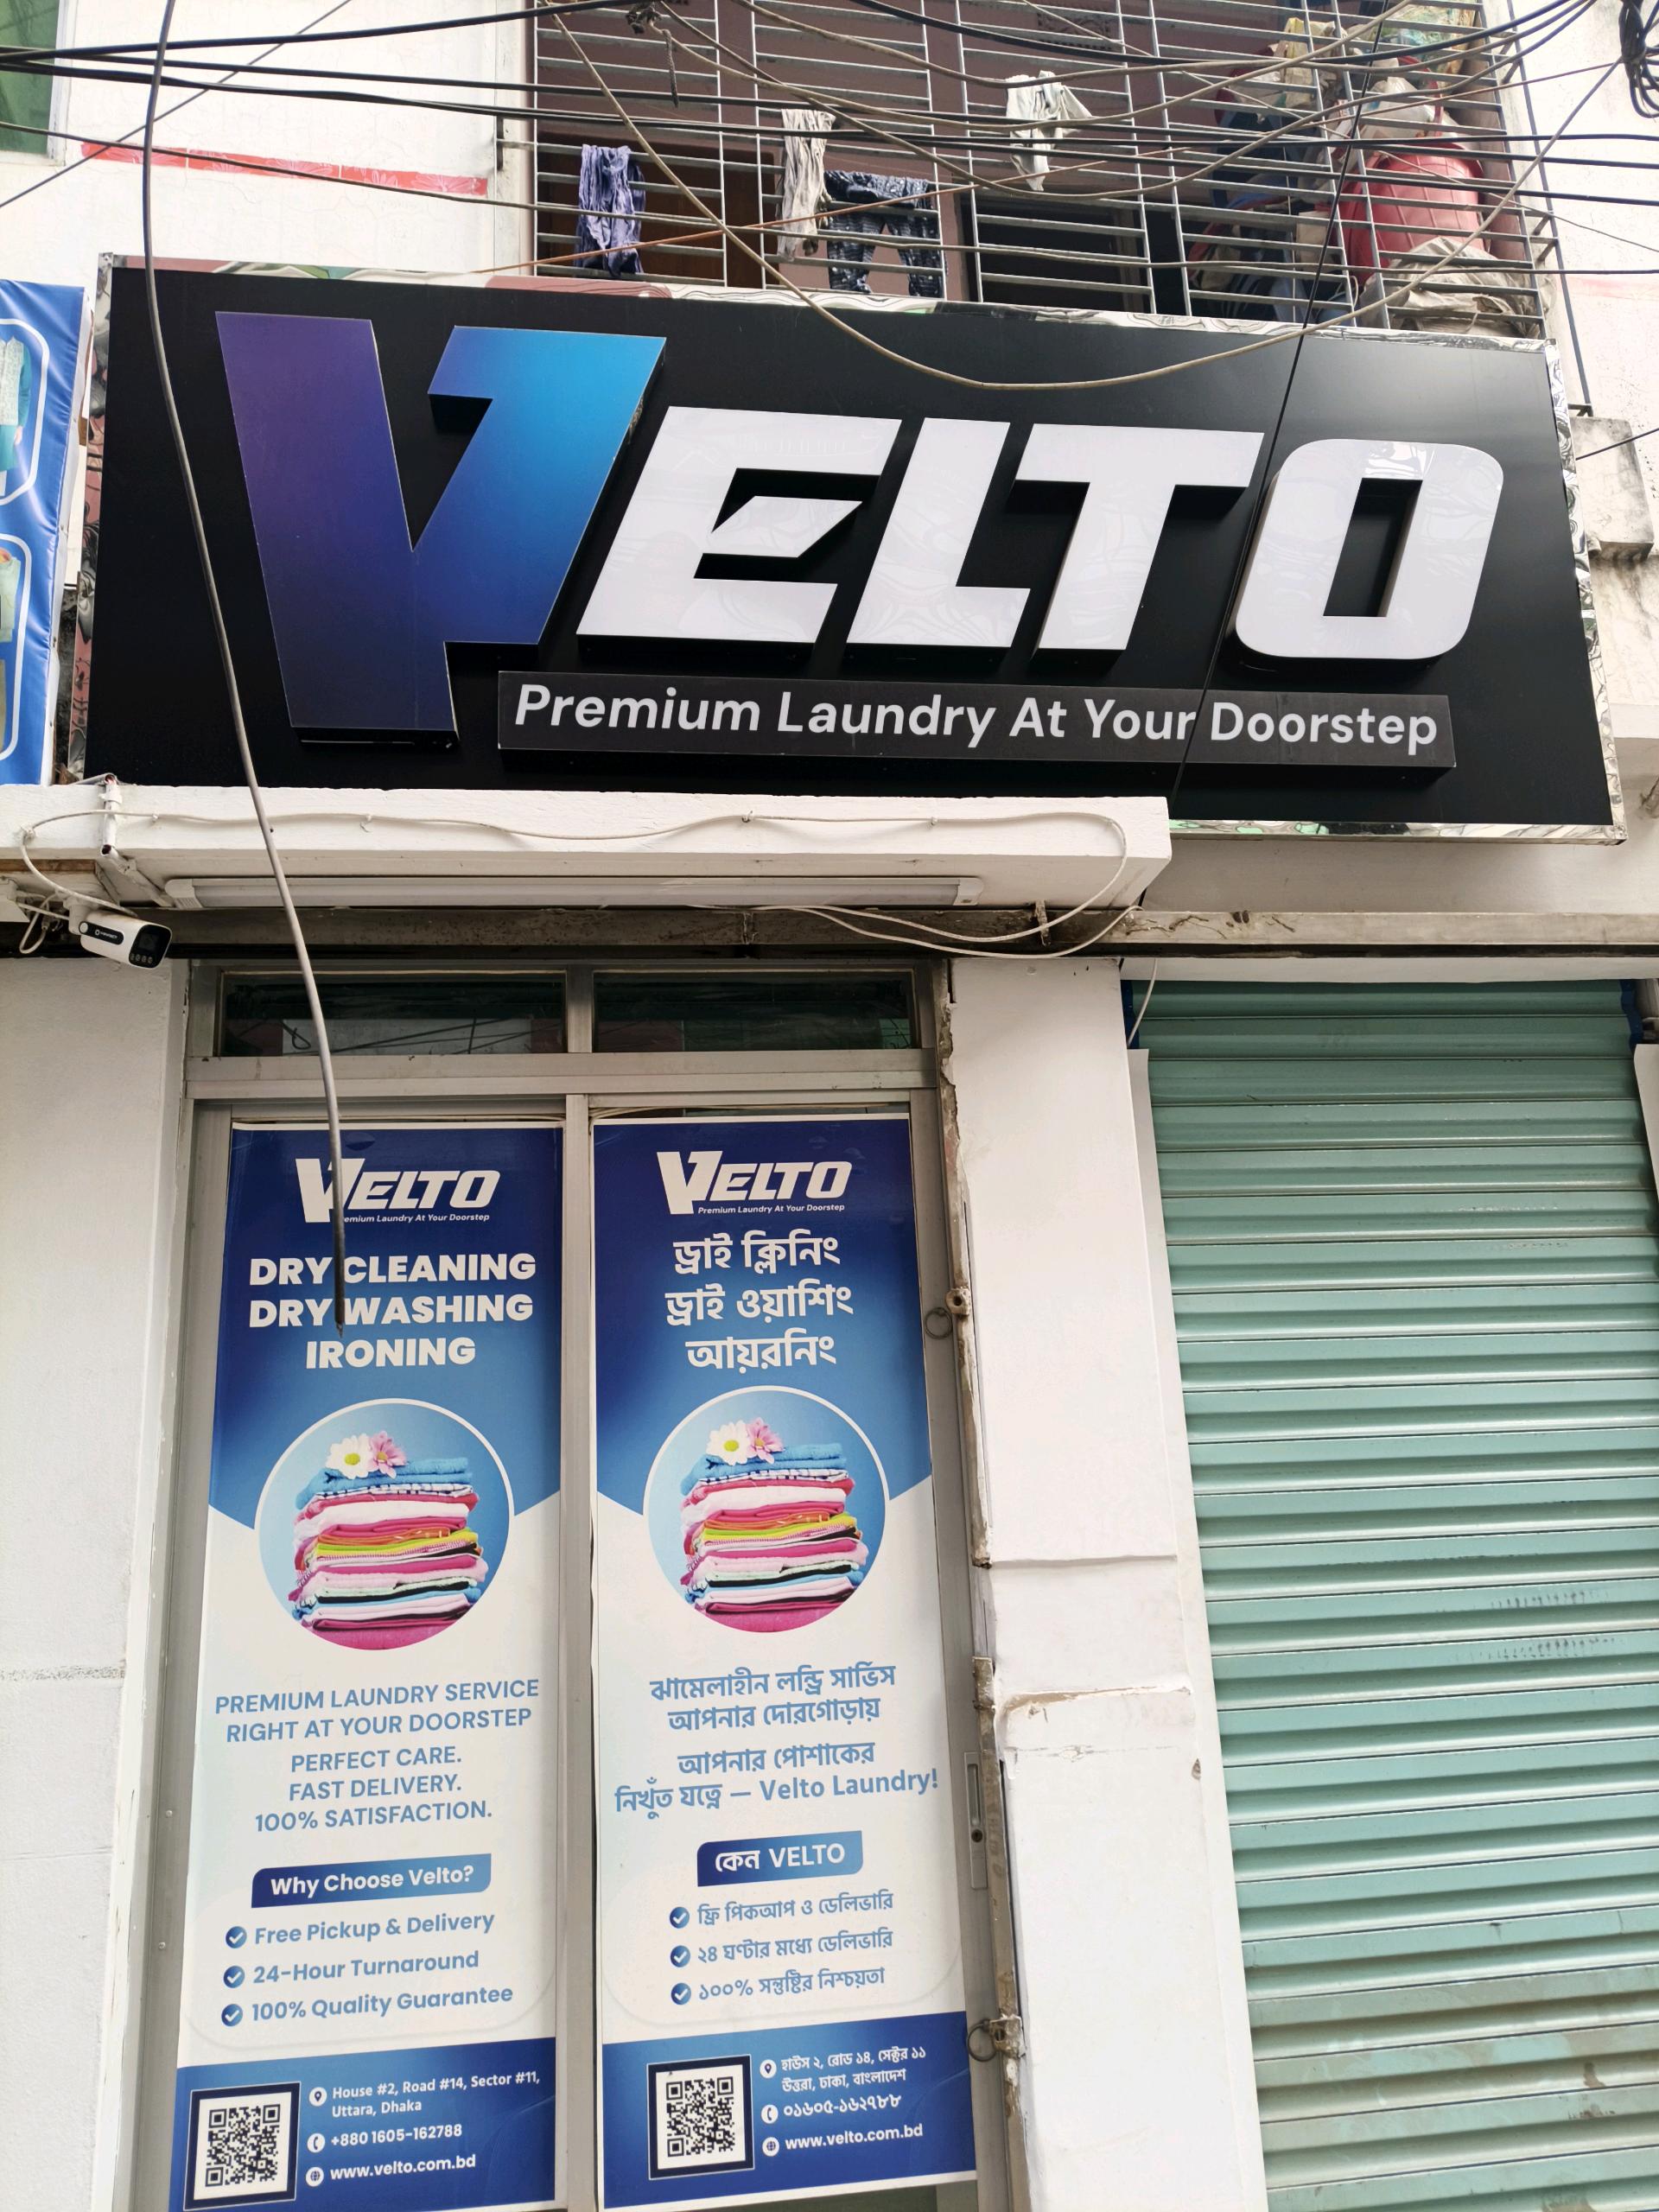 VELTO
Premium Laundry At Your Doorstep
VELTO
Premium Laundry At Your Doorstep
DRY CLEANING
DRY WASHING
IRONING
PREMIUM LAUNDRY SERVICE
RIGHT AT YOUR DOORSTEP
PERFECT CARE.
FAST DELIVERY.
100% SATISFACTION.
Why Choose Velto?
Free Pickup & Delivery
24-Hour Turnaround
100% Quality Guarantee
House #2, Road #14, Sector #11,
Uttara, Dhaka
+880 1605-162788
www.velto.com.bd
VELTO
Premium Laundry At Your Doorstep
ড্রাই ক্লিনিং
ড্রাই ওয়াশিং
আয়রনিং
ঝামেলাহীন লন্ড্রি সার্ভিস
আপনার দোরগোড়ায়
আপনার পোশাকের
নিখুঁত যত্নে — Velto Laundry!
কেন VELTO
ফ্রি পিকআপ ও ডেলিভারি
২৪ ঘণ্টার মধ্যে ডেলিভারি
১০০% সন্তুষ্টির নিশ্চয়তা
হাউস ২, রোড ১৪, সেক্টর ১১
উত্তরা, ঢাকা, বাংলাদেশ
০১৬০৫-১৬২৭৮৮
www.velto.com.bd